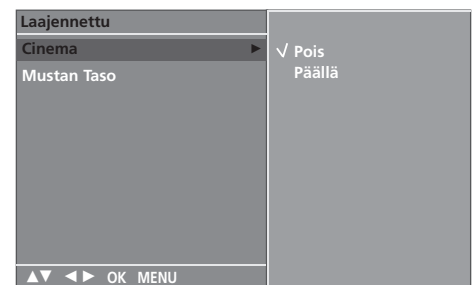 Laajennettu
Cinema ►
Mustan Taso
√ Pois
Päällä
▲▼ ◄► OK MENU